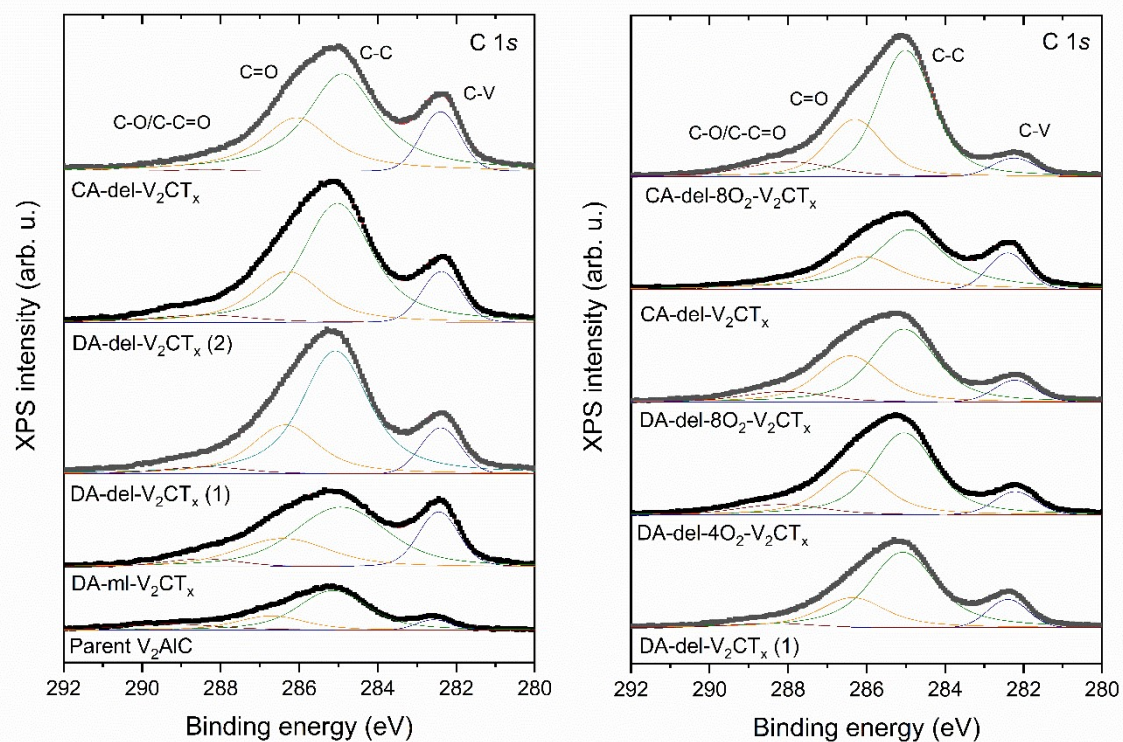 C 1s
C-C
C=O
C-V
C-O/C-C=O
CA-del-V₂CTₓ
DA-del-V₂CTₓ (2)
DA-del-V₂CTₓ (1)
DA-ml-V₂CTₓ
Parent V₂AlC
XPS intensity (arb. u.)
292 290 288 286 284 282 280
Binding energy (eV)
C 1s
C-C
C=O
C-O/C-C=O
C-V
CA-del-8O₂-V₂CTₓ
CA-del-V₂CTₓ
DA-del-8O₂-V₂CTₓ
DA-del-4O₂-V₂CTₓ
DA-del-V₂CTₓ (1)
XPS intensity (arb. u.)
292 290 288 286 284 282 280
Binding energy (eV)